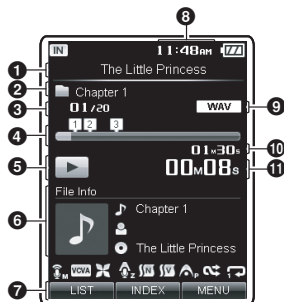 8
IN 11:48AM
1 The Little Princess
2 Chapter 1
3 01/20 WAV 9
1 2 3
4
01M30S 10
5 00M08S 11
File Info
6 Chapter 1
The Little Princess
M VCVA Z N V P
7 LIST INDEX MENU